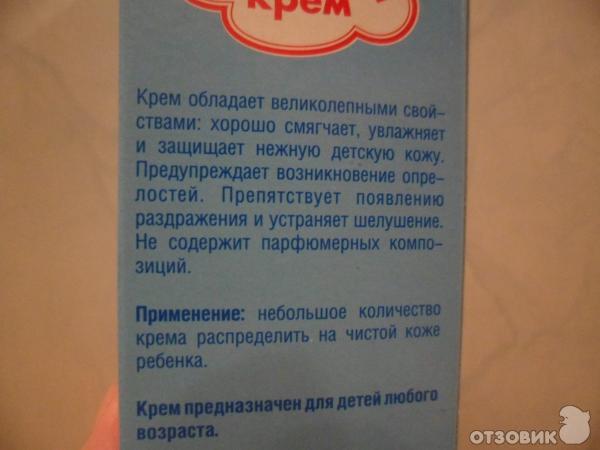 крем
Крем обладает великолепными свой-
ствами: хорошо смягчает, увлажняет
и защищает нежную детскую кожу.
Предупреждает возникновение опре-
лостей. Препятствует появлению
раздражения и устраняет шелушение.
Не содержит парфюмерных компо-
зиций.
Применение: небольшое количество
крема распределить на чистой коже
ребенка.
Крем предназначен для детей любого
возраста.
ОТЗОВИК